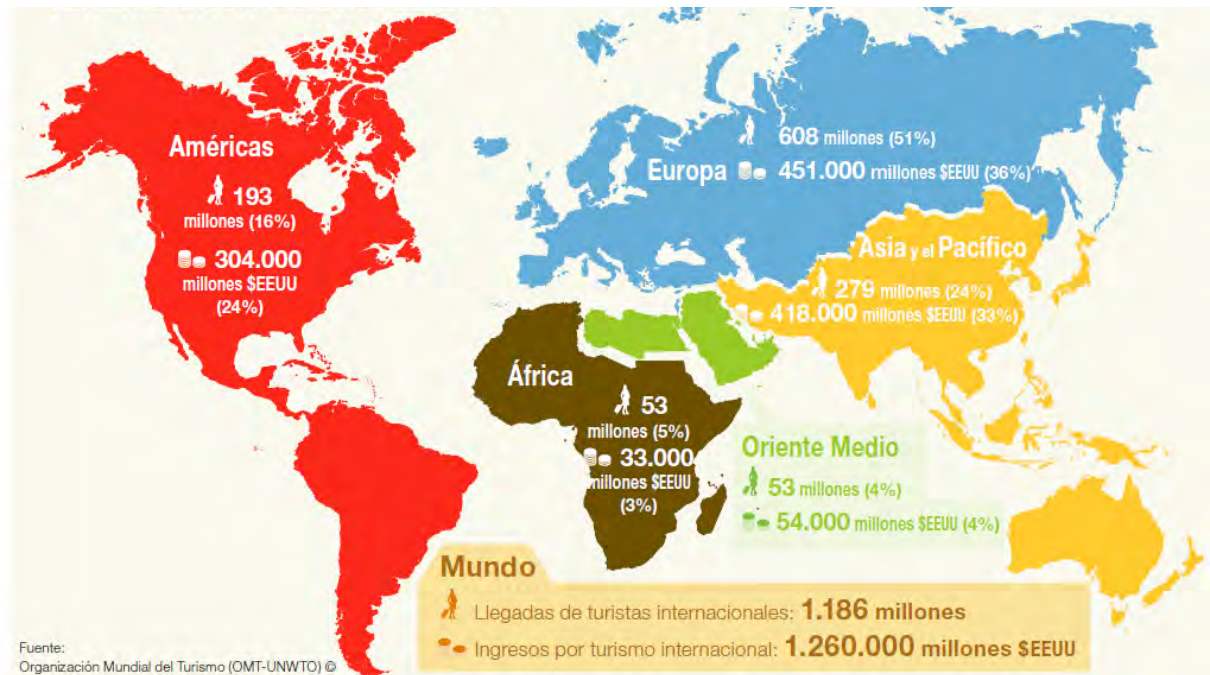 Américas
193
millones (16%)
304.000
millones $EEUU
(24%)
608 millones (51%)
Europa 451.000 millones $EEUU (36%)
Asia y el Pacífico
279 millones (24%)
418.000 millones $EEUU (33%)
África
53
millones (5%)
33.000
millones $EEUU
(3%)
Oriente Medio
53 millones (4%)
54.000 millones $EEUU (4%)
Mundo
Llegadas de turistas internacionales: 1.186 millones
Ingresos por turismo internacional: 1.260.000 millones $EEUU
Fuente:
Organización Mundial del Turismo (OMT-UNWTO) ©